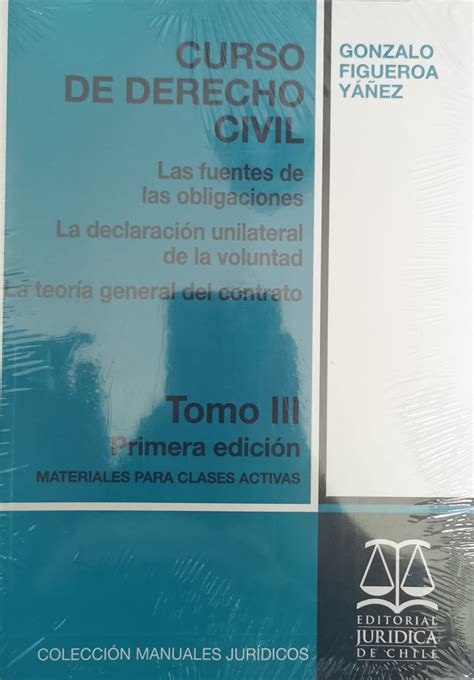 CURSO
DE DERECHO
CIVIL
GONZALO
FIGUEROA
YÁÑEZ
Las fuentes de
las obligaciones
La declaración unilateral
de la voluntad
La teoría general del contrato
Tomo III
Primera edición
MATERIALES PARA CLASES ACTIVAS
EDITORIAL
JURIDICA
DE CHILE
COLECCIÓN MANUALES JURÍDICOS